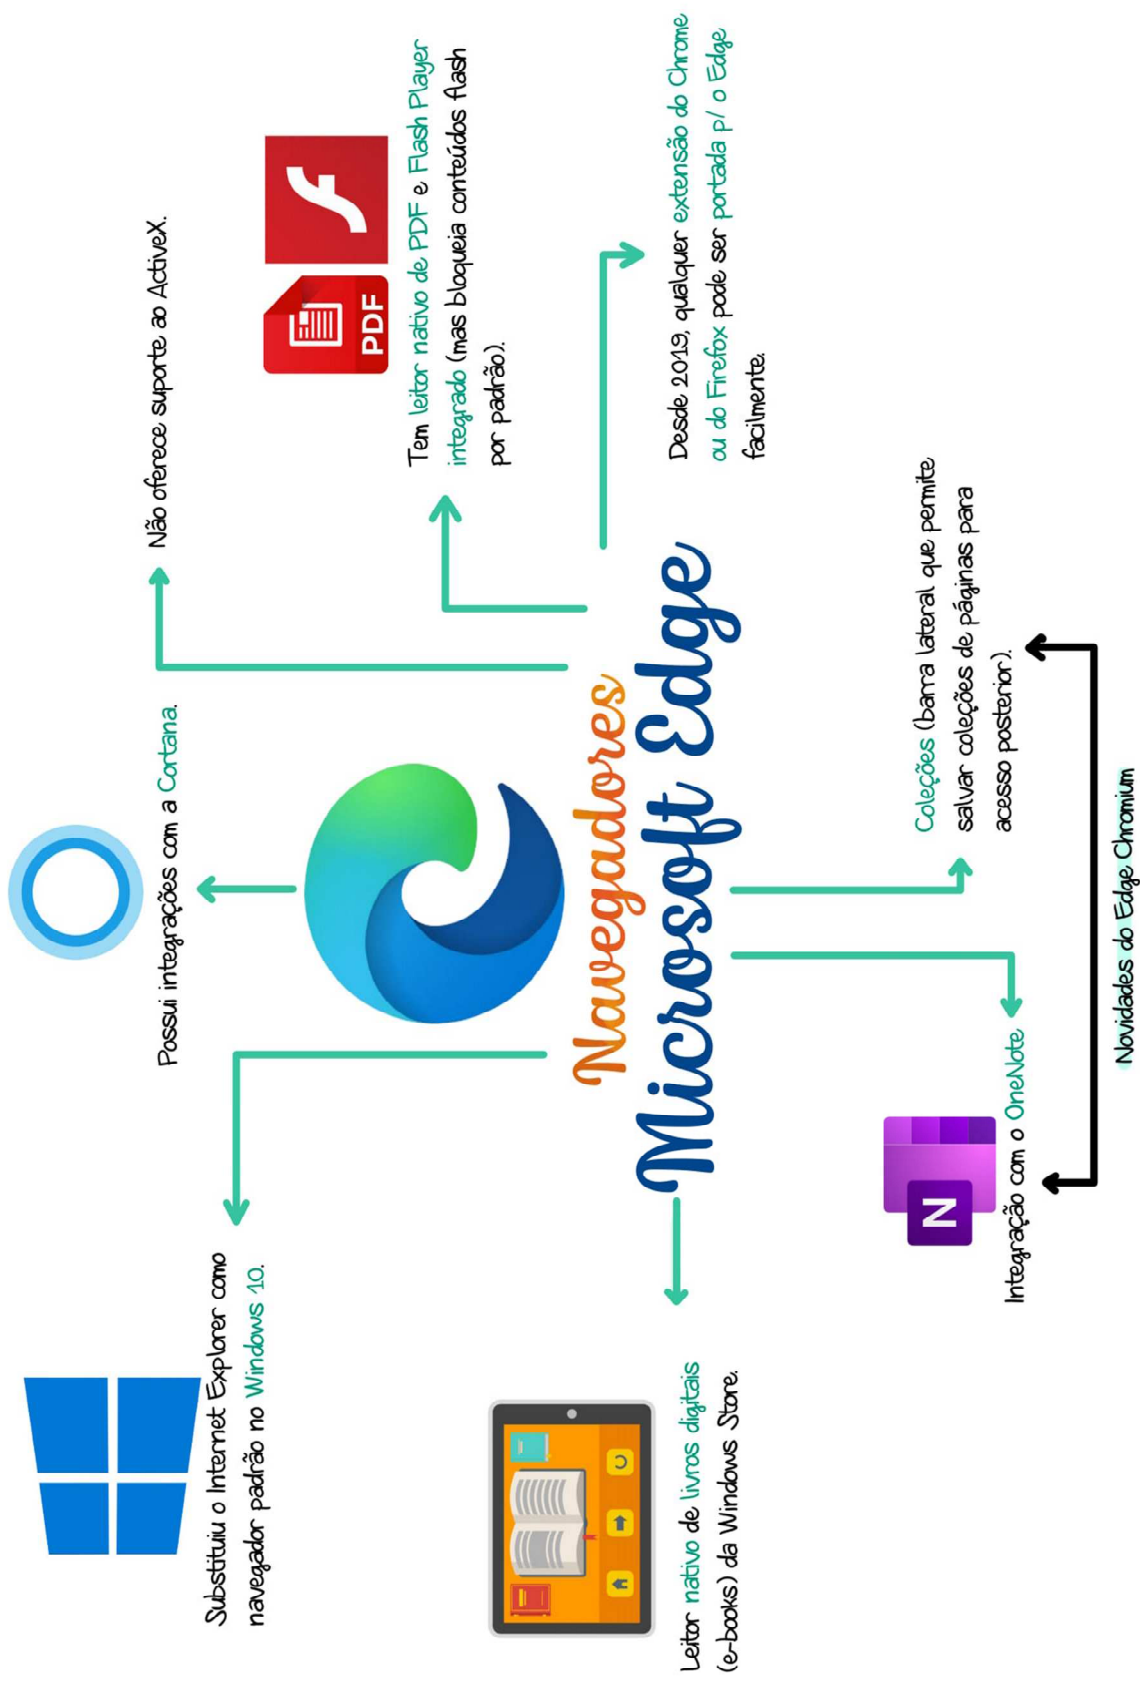 Substituiu o Internet Explorer como
navegador padrão no Windows 10.
Possui integrações com a Cortana.
Não oferece suporte ao ActiveX.
PDF
Tem leitor nativo de PDF e Flash Player
integrado (mas bloqueia conteúdos flash
por padrão).
Navegadores
Microsoft Edge
Leitor nativo de livros digitais
(e-books) da Windows Store.
Desde 2019, qualquer extensão do Chrome
ou do Firefox pode ser portada p/ o Edge
facilmente.
N
Integração com o OneNote
Coleções (barra lateral que permite
salvar coleções de páginas para
acesso posterior).
Novidades do Edge Chromium